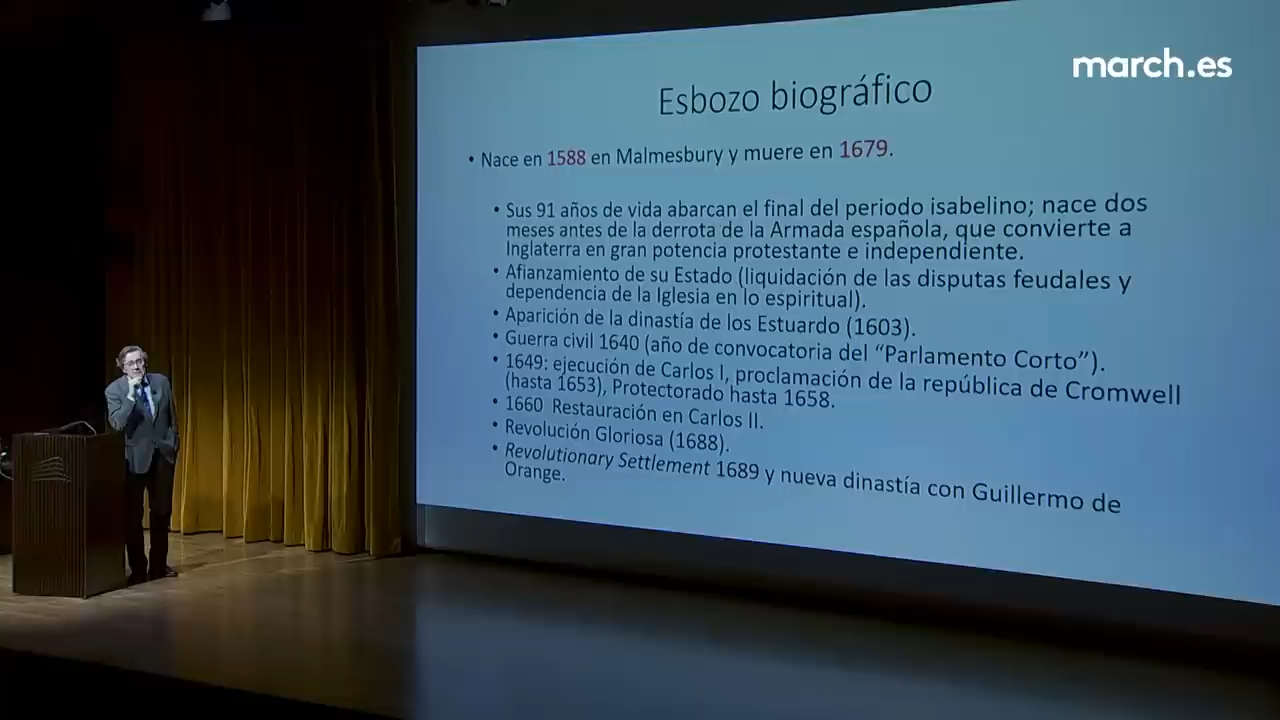 march.es
Esbozo biográfico
• Nace en 1588 en Malmesbury y muere en 1679.
• Sus 91 años de vida abarcan el final del periodo isabelino; nace dos
meses antes de la derrota de la Armada española, que convierte a
Inglaterra en gran potencia protestante e independiente.
• Afianzamiento de su Estado (liquidación de las disputas feudales y
dependencia de la Iglesia en lo espiritual).
• Aparición de la dinastía de los Estuardo (1603).
• Guerra civil 1640 (año de convocatoria del “Parlamento Corto”).
• 1649: ejecución de Carlos I, proclamación de la república de Cromwell
(hasta 1653), Protectorado hasta 1658.
• 1660 Restauración en Carlos II.
• Revolución Gloriosa (1688).
• Revolutionary Settlement 1689 y nueva dinastía con Guillermo de
Orange.